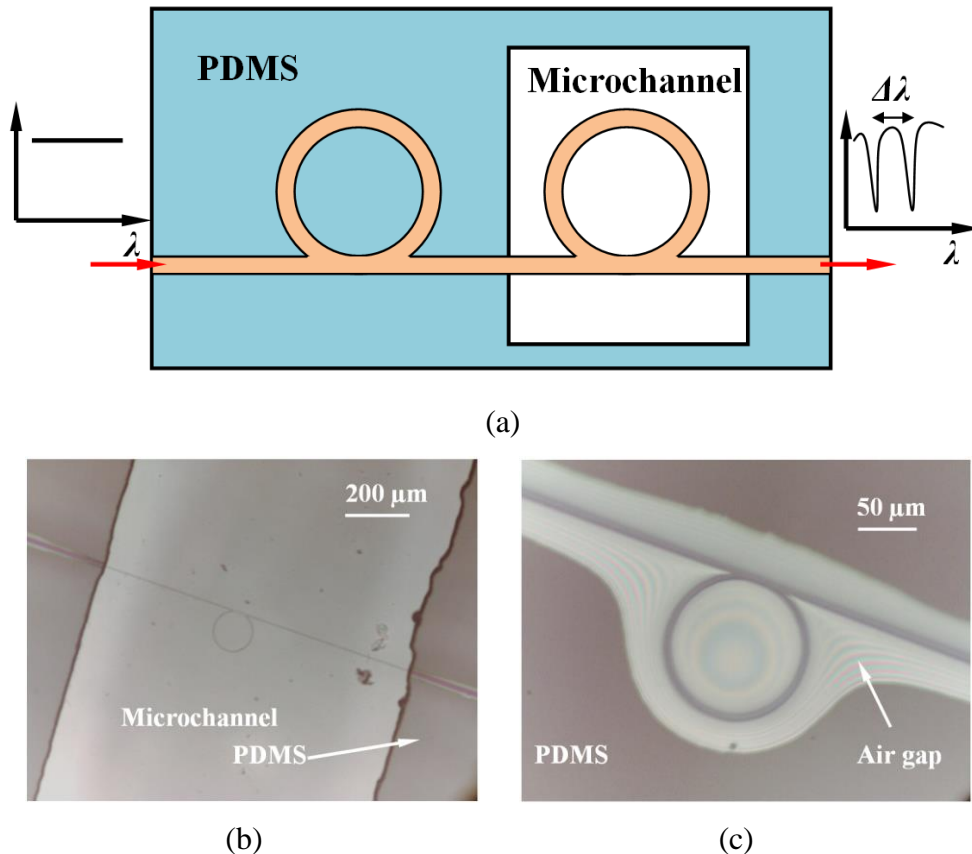 PDMS
Microchannel
Δλ
λ
λ
(a)
200 μm
Microchannel
PDMS
(b)
50 μm
PDMS
Air gap
(c)